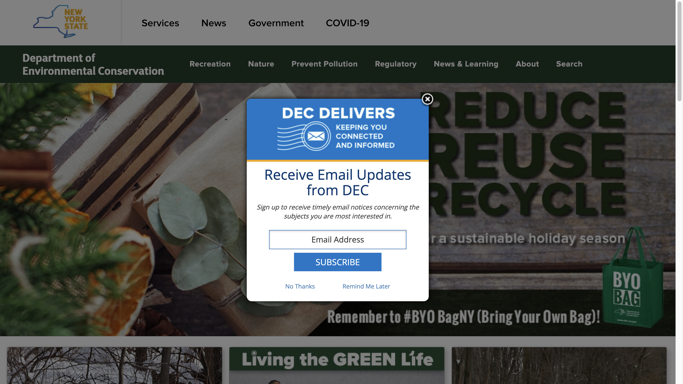 NEW
YORK
STATE
Services
News
Government
COVID-19
Department of
Environmental Conservation
Recreation
Nature
Prevent Pollution
Regulatory
News & Learning
About
Search
DEC DELIVERS
KEEPING YOU
CONNECTED
AND INFORMED
Receive Email Updates
from DEC
Sign up to receive timely email notices concerning the
subjects you are most interested in.
Email Address
SUBSCRIBE
No Thanks
Remind Me Later
REDUCE
REUSE
RECYCLE
a sustainable holiday season
BYO
BAG
Remember to #BYO BagNY (Bring Your Own Bag)!
Living the GREEN Life